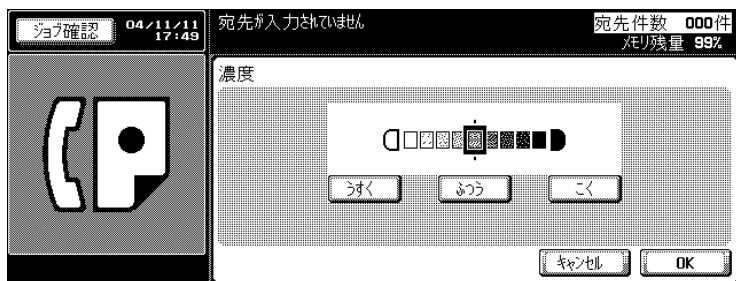 ジョブ確認
04/11/11
17:49
宛先が入力されていません
宛先件数 000件
メモリ残量 99%
濃度
うすく
ふつう
こく
キャンセル
OK